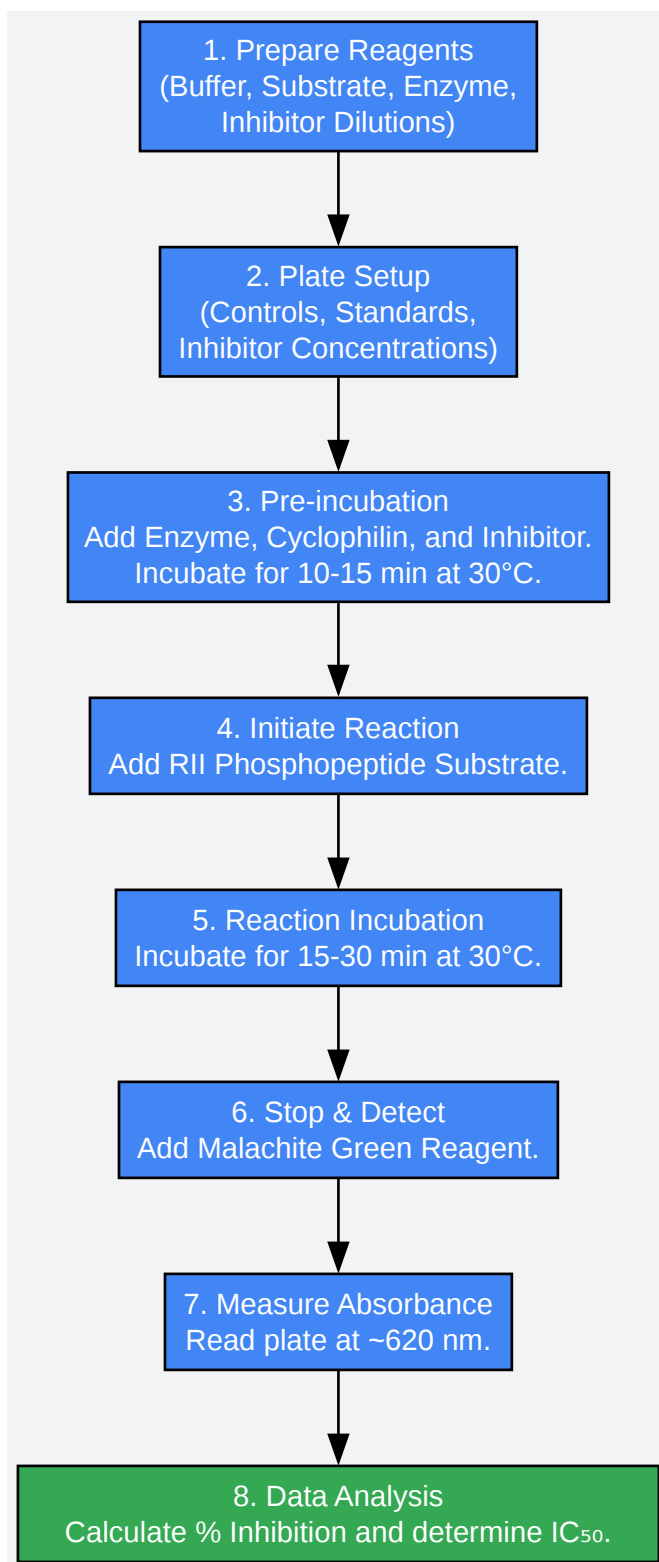 1. Prepare Reagents
(Buffer, Substrate, Enzyme,
Inhibitor Dilutions)
2. Plate Setup
(Controls, Standards,
Inhibitor Concentrations)
3. Pre-incubation
Add Enzyme, Cyclophilin, and Inhibitor.
Incubate for 10-15 min at 30°C.
4. Initiate Reaction
Add RII Phosphopeptide Substrate.
5. Reaction Incubation
Incubate for 15-30 min at 30°C.
6. Stop & Detect
Add Malachite Green Reagent.
7. Measure Absorbance
Read plate at ~620 nm.
8. Data Analysis
Calculate % Inhibition and determine IC₅₀.